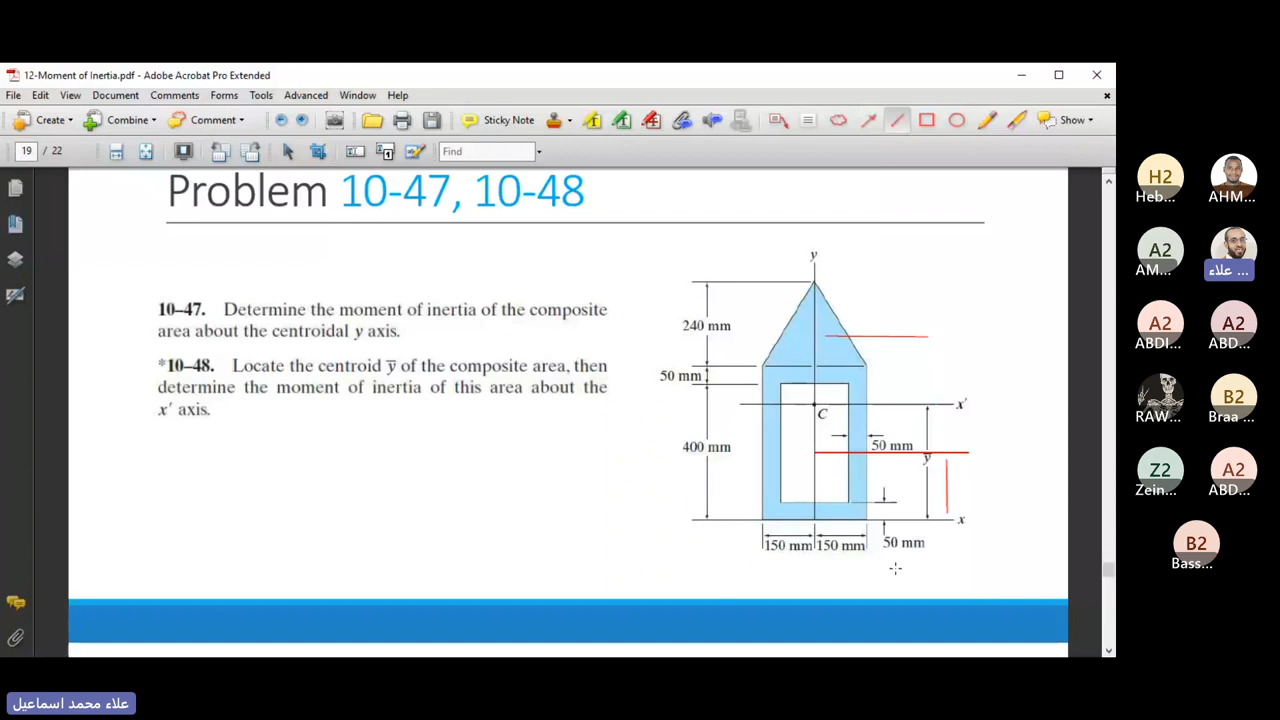 12-Moment of Inertia.pdf - Adobe Acrobat Pro Extended
File Edit View Document Comments Forms Tools Advanced Window Help
Create Combine Comment Sticky Note Show
19 / 22 Find
Problem 10-47, 10-48
10–47. Determine the moment of inertia of the composite
area about the centroidal y axis.
*10–48. Locate the centroid y̅ of the composite area, then
determine the moment of inertia of this area about the
x′ axis.
y
240 mm
50 mm
x′
C
400 mm
50 mm
y̅
x
150 mm 150 mm
50 mm
H2
Heb...
AHM...
A2
AM...
علاء ...
A2
ABDI...
A2
ABD...
RAW...
B2
Braa ...
Z2
Zein...
A2
ABD...
B2
Bass...
علاء محمد اسماعيل